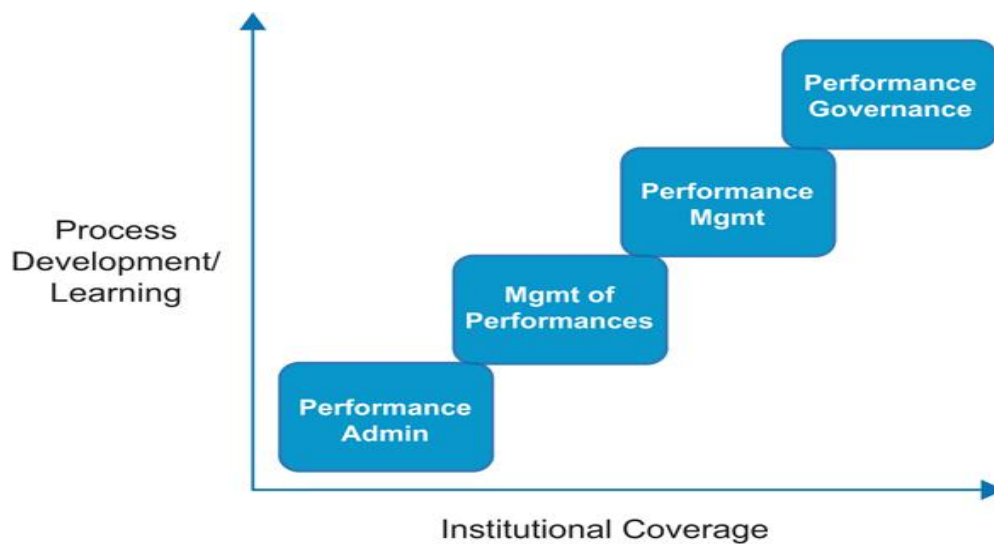 Performance
Governance
Performance
Mgmt
Process
Development/
Learning
Mgmt of
Performances
Performance
Admin
Institutional Coverage